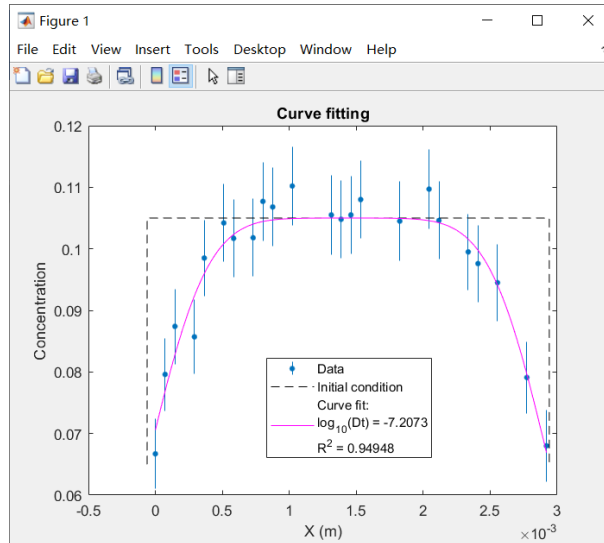 Figure 1
File Edit View Insert Tools Desktop Window Help
Curve fitting
0.12
0.11
0.1
0.09
0.08
0.07
0.06
Concentration
Data
Initial condition
Curve fit:
log10(Dt) = -7.2073
R2 = 0.94948
-0.5 0 0.5 1 1.5 2 2.5 3
X (m)
×10-3